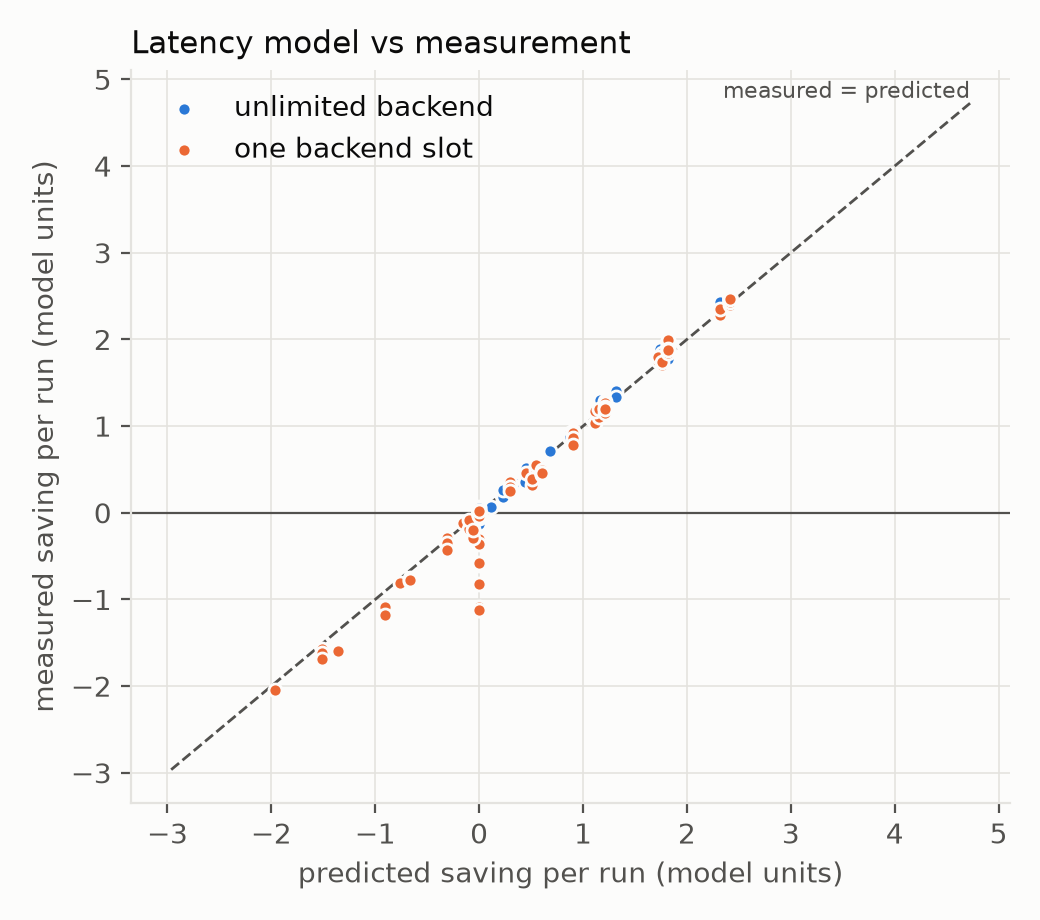 Latency model vs measurement
unlimited backend
one backend slot
measured = predicted
measured saving per run (model units)
5
4
3
2
1
0
−1
−2
−3
−3 −2 −1 0 1 2 3 4 5
predicted saving per run (model units)